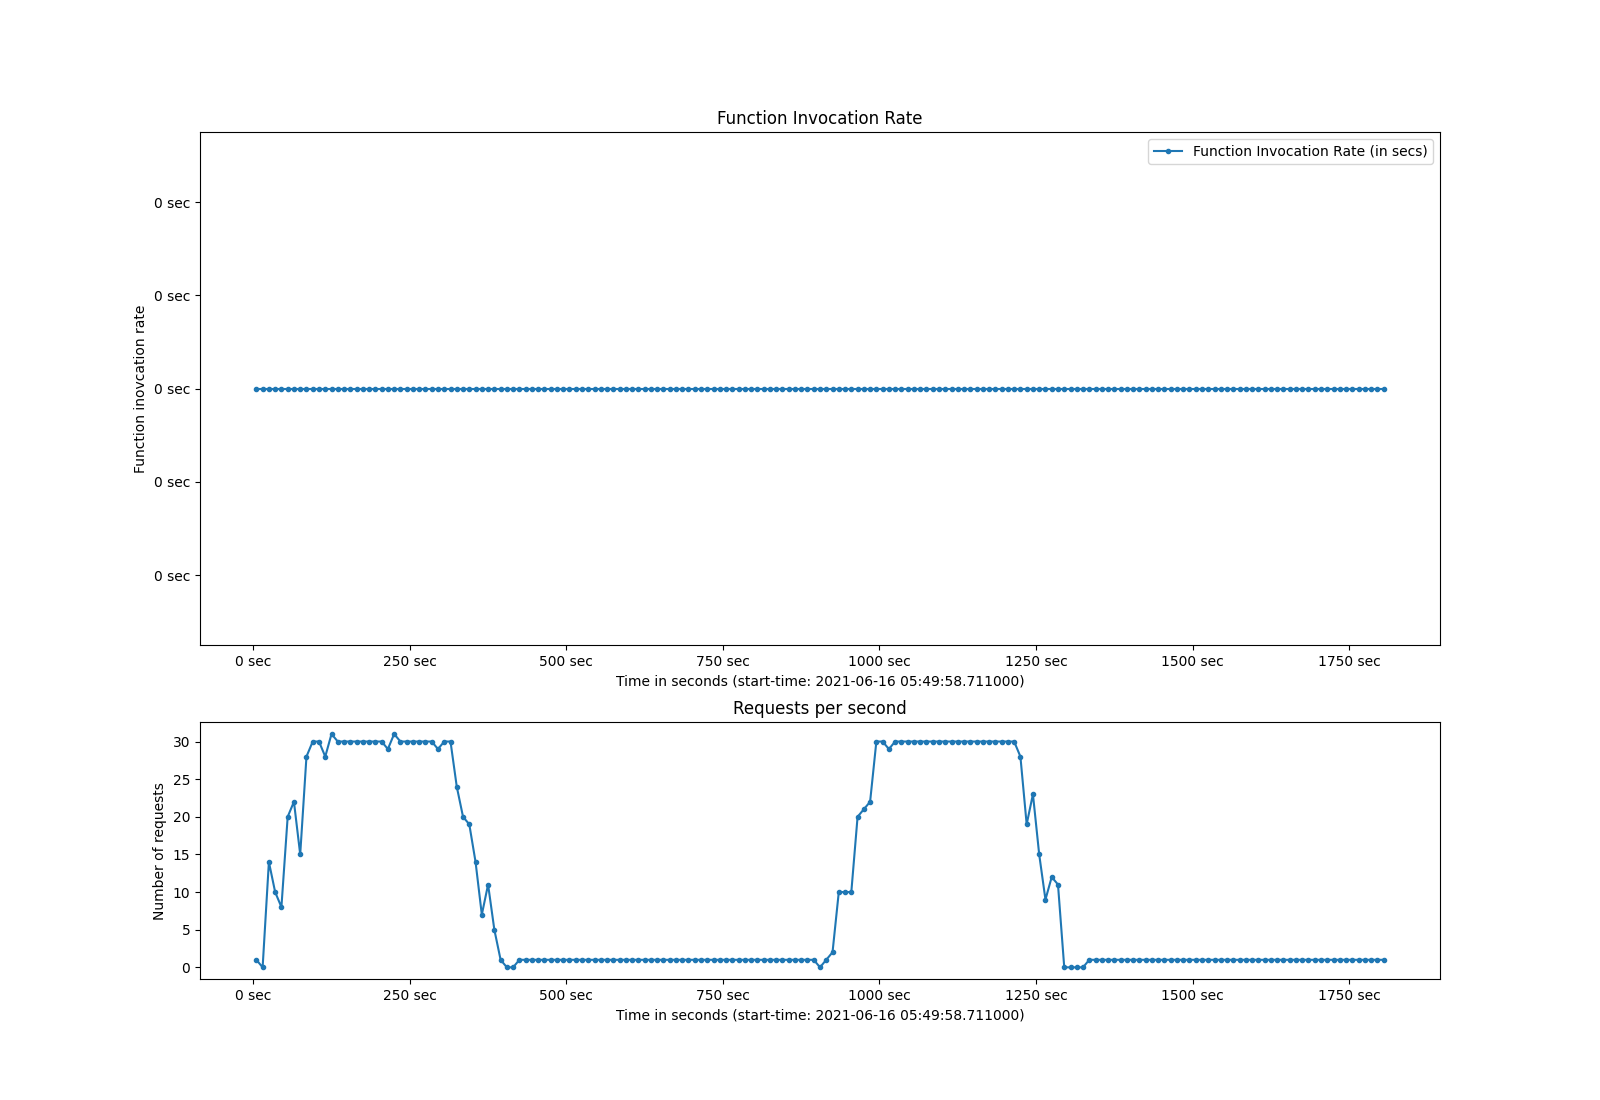 Function Invocation Rate
Function Invocation Rate (in secs)
Function inovcation rate
0 sec
0 sec
0 sec
0 sec
0 sec
0 sec 250 sec 500 sec 750 sec 1000 sec 1250 sec 1500 sec 1750 sec
Time in seconds (start-time: 2021-06-16 05:49:58.711000)
Requests per second
Number of requests
30
25
20
15
10
5
0
0 sec 250 sec 500 sec 750 sec 1000 sec 1250 sec 1500 sec 1750 sec
Time in seconds (start-time: 2021-06-16 05:49:58.711000)